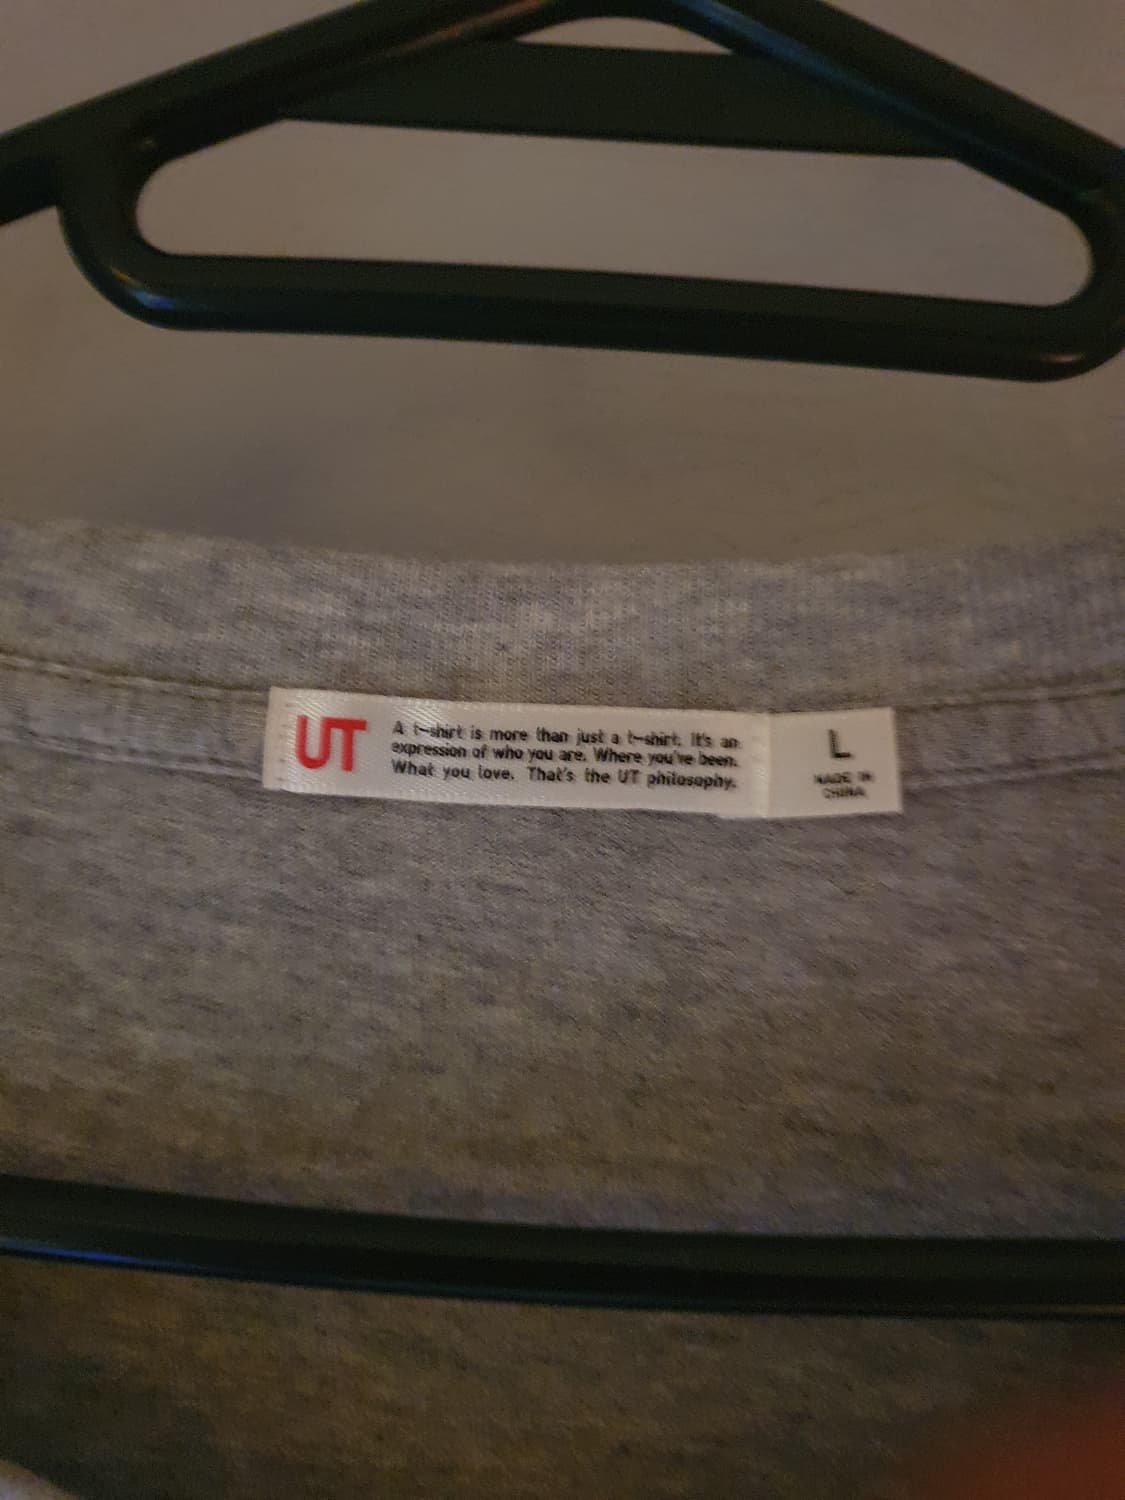 UT
A t-shirt is more than just a t-shirt. It's an
expression of who you are. Where you've been.
What you love. That's the UT philosophy.
L
MADE IN
CHINA